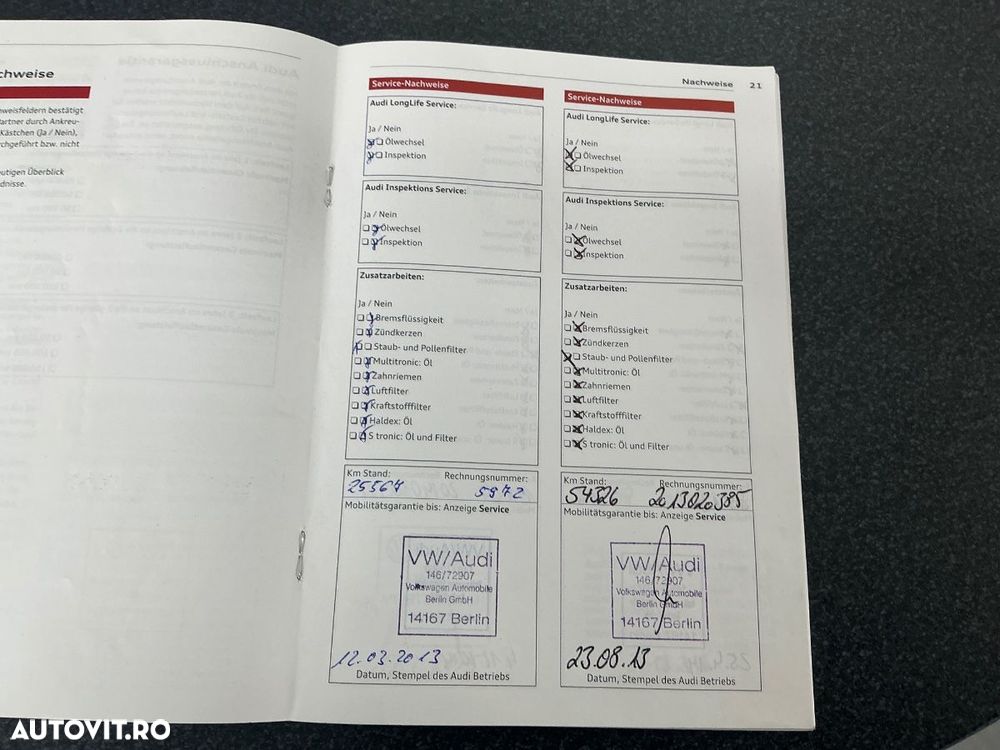 chweise
weisfeldern bestätigt
artner durch Ankreu-
Kästchen (Ja / Nein),
rchgeführt bzw. nicht
eutigen Überblick
dnisse.
Nachweise 21
Service-Nachweise
Audi LongLife Service:
Ja / Nein
Ölwechsel
Inspektion
Audi Inspektions Service:
Ja / Nein
Ölwechsel
Inspektion
Zusatzarbeiten:
Ja / Nein
Bremsflüssigkeit
Zündkerzen
Staub- und Pollenfilter
Multitronic: Öl
Zahnriemen
Luftfilter
Kraftstofffilter
Haldex: Öl
S tronic: Öl und Filter
Km Stand: Rechnungsnummer:
25567 5972
Mobilitätsgarantie bis: Anzeige Service
VW/Audi
146/72907
Volkswagen Automobile
Berlin GmbH
14167 Berlin
12.03.2013
Datum, Stempel des Audi Betriebs
Service-Nachweise
Audi LongLife Service:
Ja / Nein
Ölwechsel
Inspektion
Audi Inspektions Service:
Ja / Nein
Ölwechsel
Inspektion
Zusatzarbeiten:
Ja / Nein
Bremsflüssigkeit
Zündkerzen
Staub- und Pollenfilter
Multitronic: Öl
Zahnriemen
Luftfilter
Kraftstofffilter
Haldex: Öl
S tronic: Öl und Filter
Km Stand: Rechnungsnummer:
54326 2013020395
Mobilitätsgarantie bis: Anzeige Service
VW/Audi
146/72907
Volkswagen Automobile
Berlin GmbH
14167 Berlin
23.08.13
Datum, Stempel des Audi Betriebs
AUTOVIT.RO